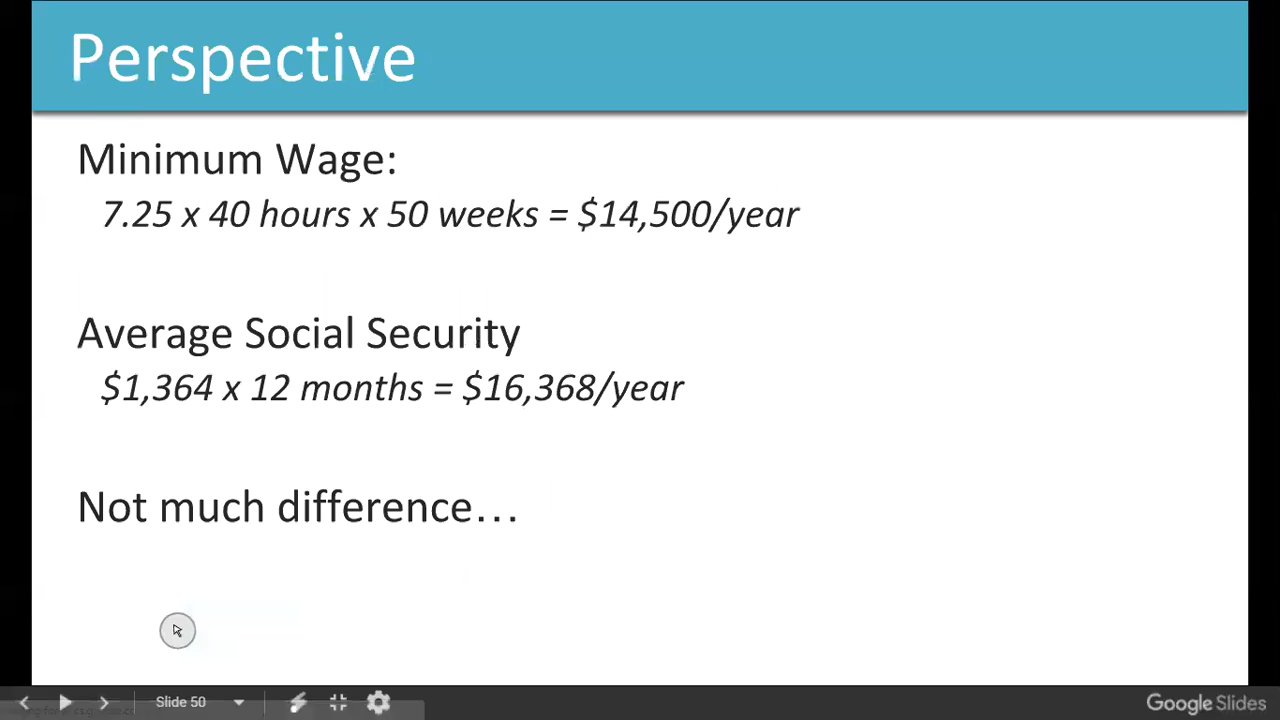 Perspective
Minimum Wage:
7.25 x 40 hours x 50 weeks = $14,500/year
Average Social Security
$1,364 x 12 months = $16,368/year
Not much difference…
Slide 50
Google Slides